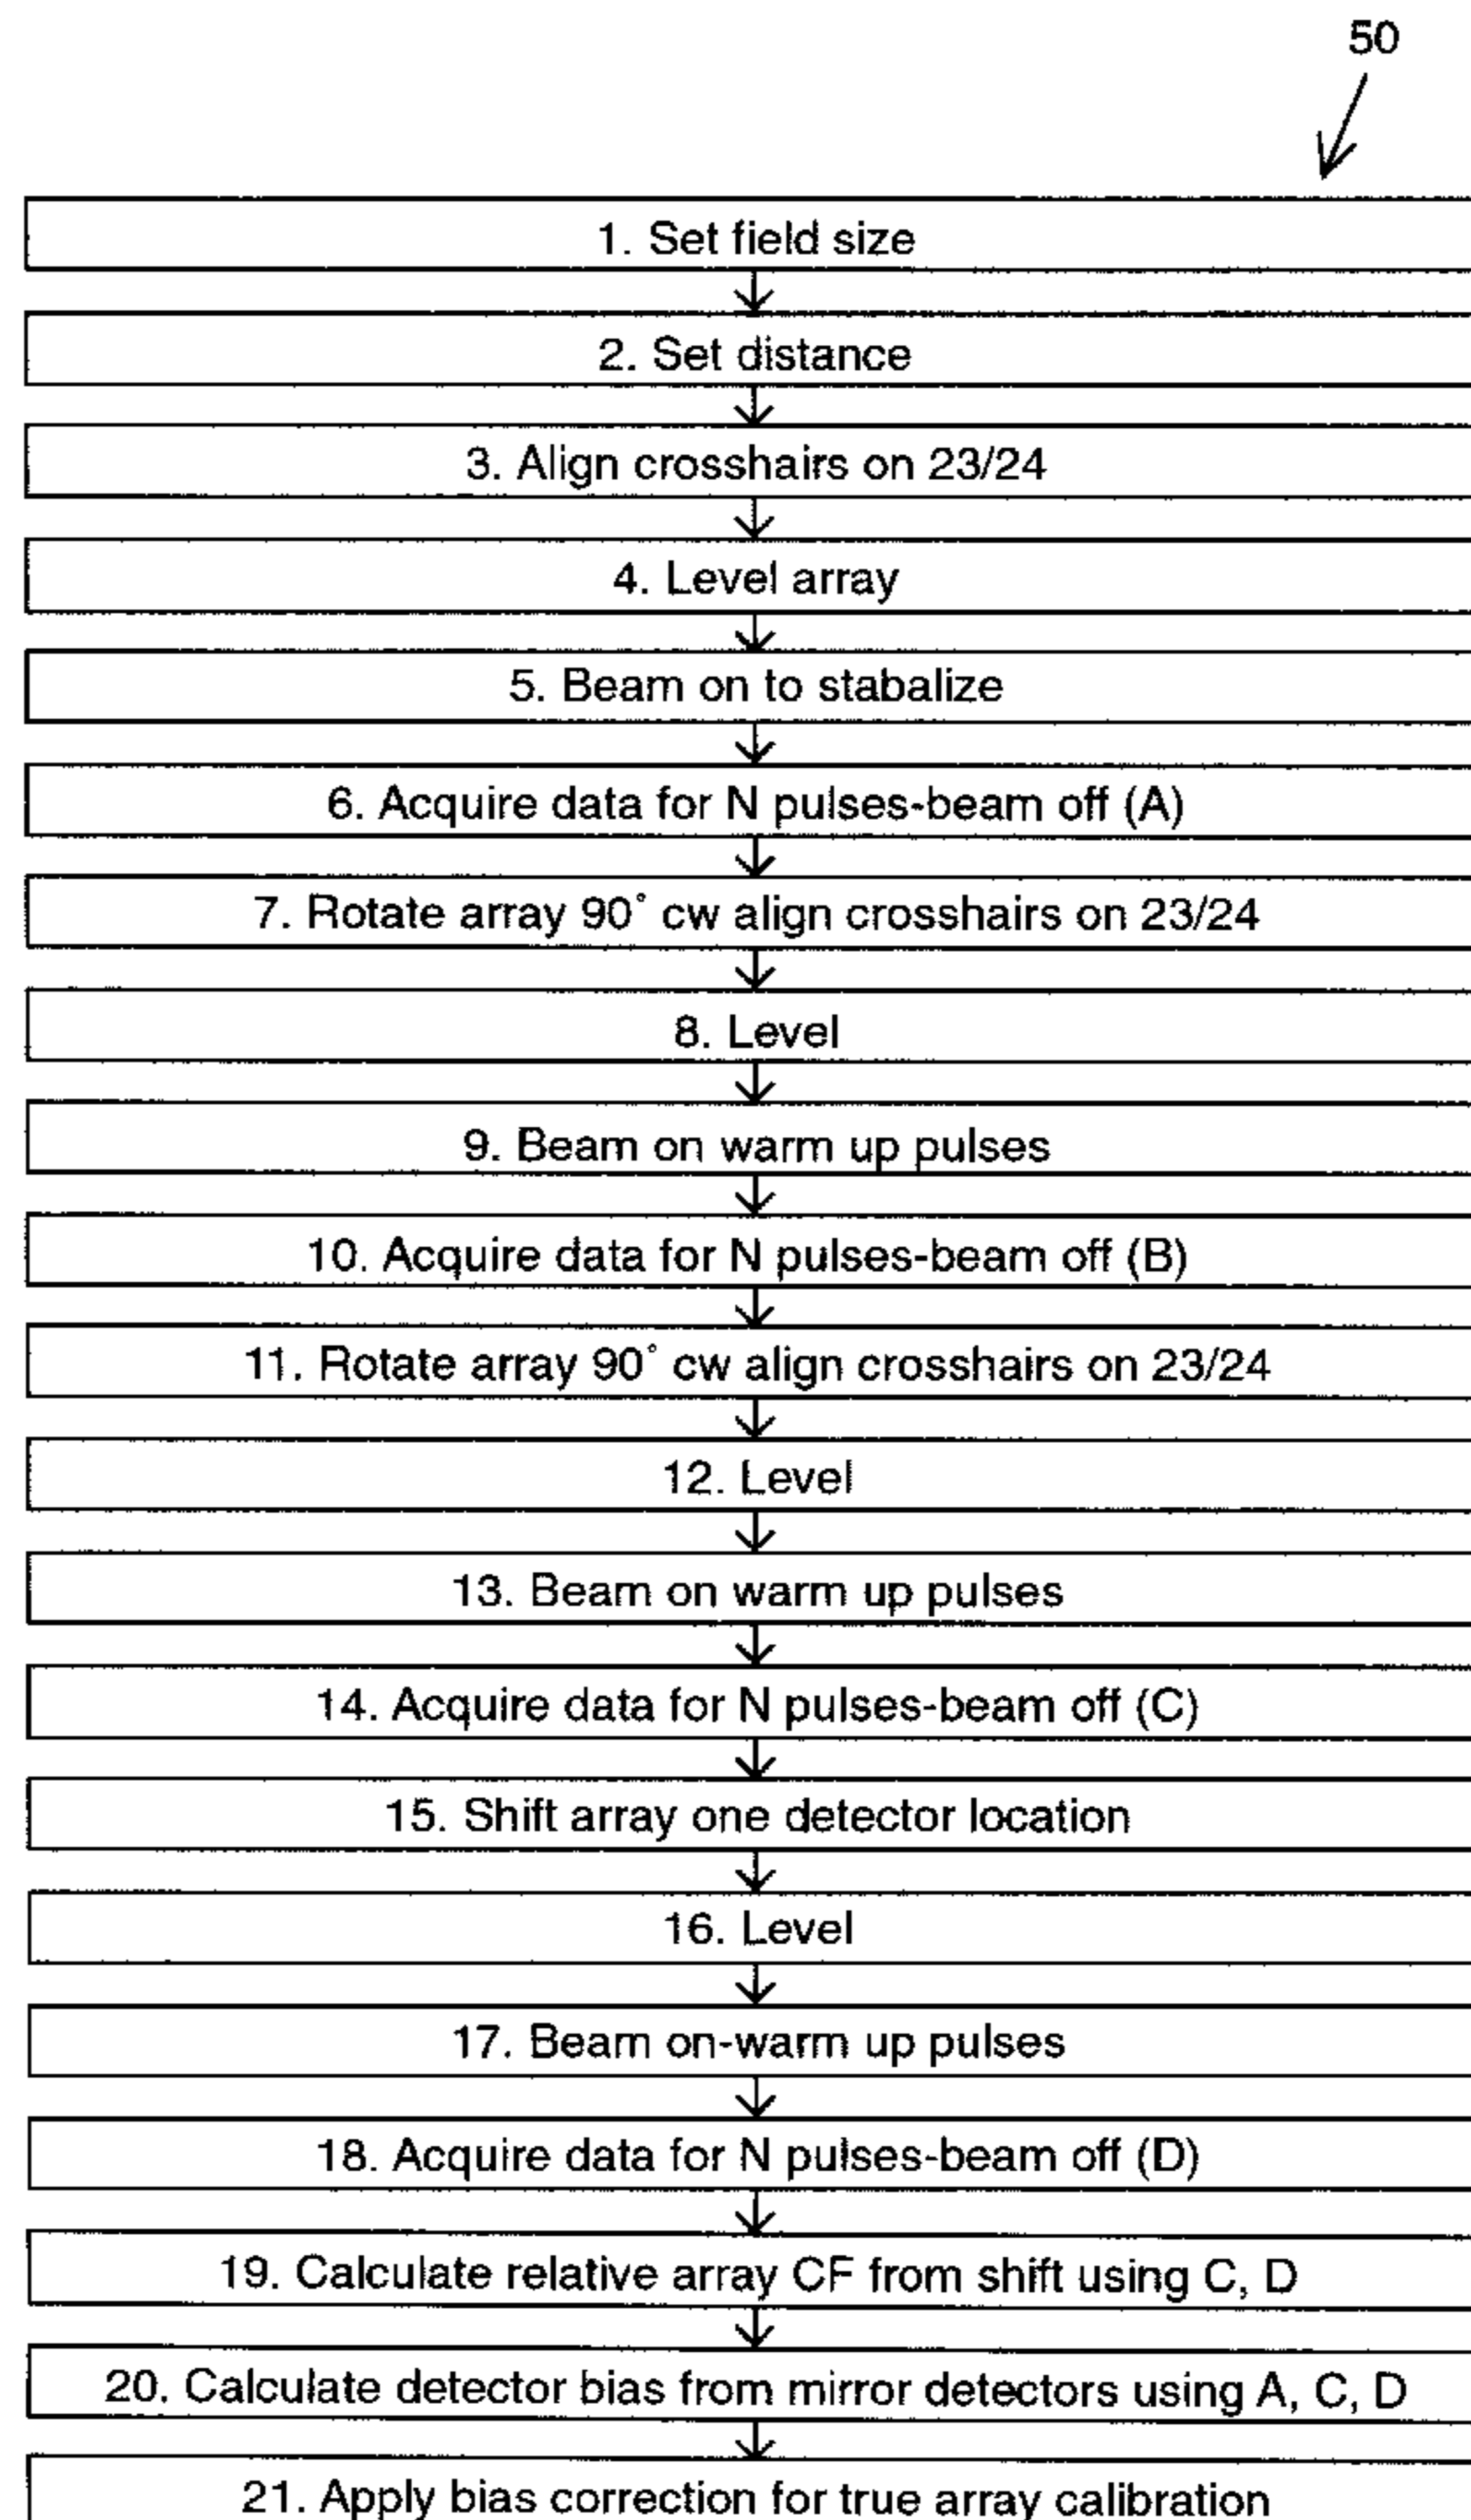 50
1. Set field size
2. Set distance
3. Align crosshairs on 23/24
4. Level array
5. Beam on to stabalize
6. Acquire data for N pulses-beam off (A)
7. Rotate array 90° cw align crosshairs on 23/24
8. Level
9. Beam on warm up pulses
10. Acquire data for N pulses-beam off (B)
11. Rotate array 90° cw align crosshairs on 23/24
12. Level
13. Beam on warm up pulses
14. Acquire data for N pulses-beam off (C)
15. Shift array one detector location
16. Level
17. Beam on-warm up pulses
18. Acquire data for N pulses-beam off (D)
19. Calculate relative array CF from shift using C, D
20. Calculate detector bias from mirror detectors using A, C, D
21. Apply bias correction for true array calibration